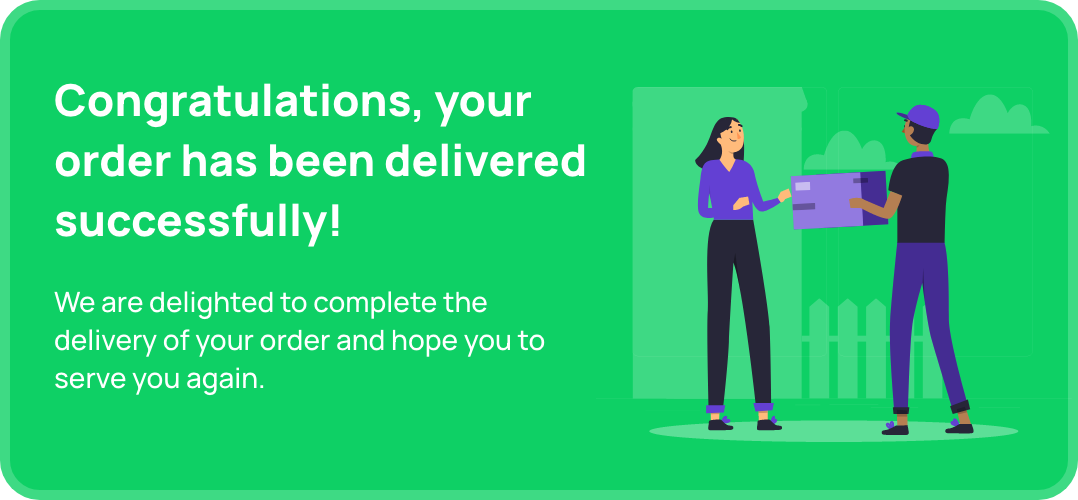 Congratulations, your
order has been delivered
successfully!
We are delighted to complete the
delivery of your order and hope you to
serve you again.